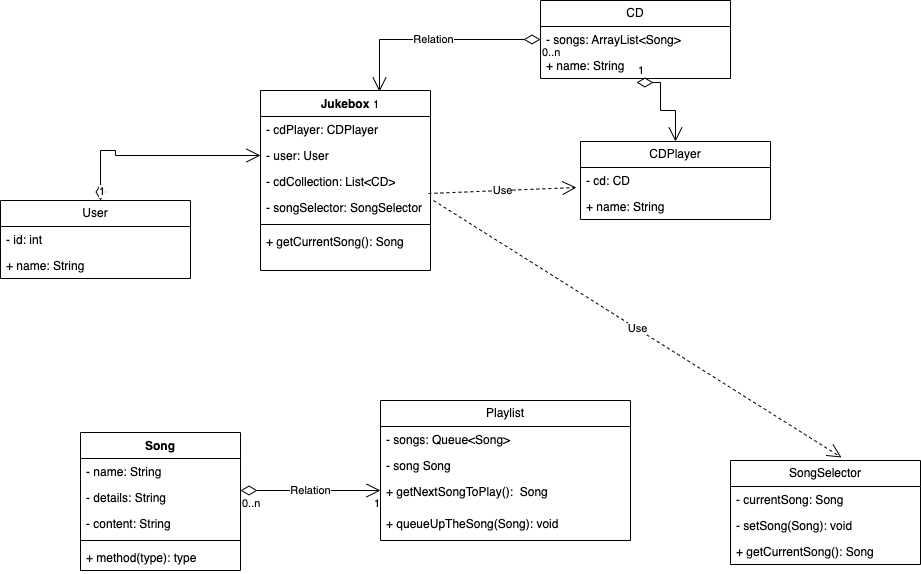 CD
- songs: ArrayList<Song>
+ name: String
Relation
0..n
1
Jukebox 1
- cdPlayer: CDPlayer
- user: User
- cdCollection: List<CD>
- songSelector: SongSelector
+ getCurrentSong(): Song
CDPlayer
- cd: CD
+ name: String
Use
1
User
- id: int
+ name: String
Use
Playlist
- songs: Queue<Song>
- song Song
+ getNextSongToPlay(): Song
+ queueUpTheSong(Song): void
Song
- name: String
- details: String
- content: String
+ method(type): type
Relation
0..n
1
SongSelector
- currentSong: Song
- setSong(Song): void
+ getCurrentSong(): Song